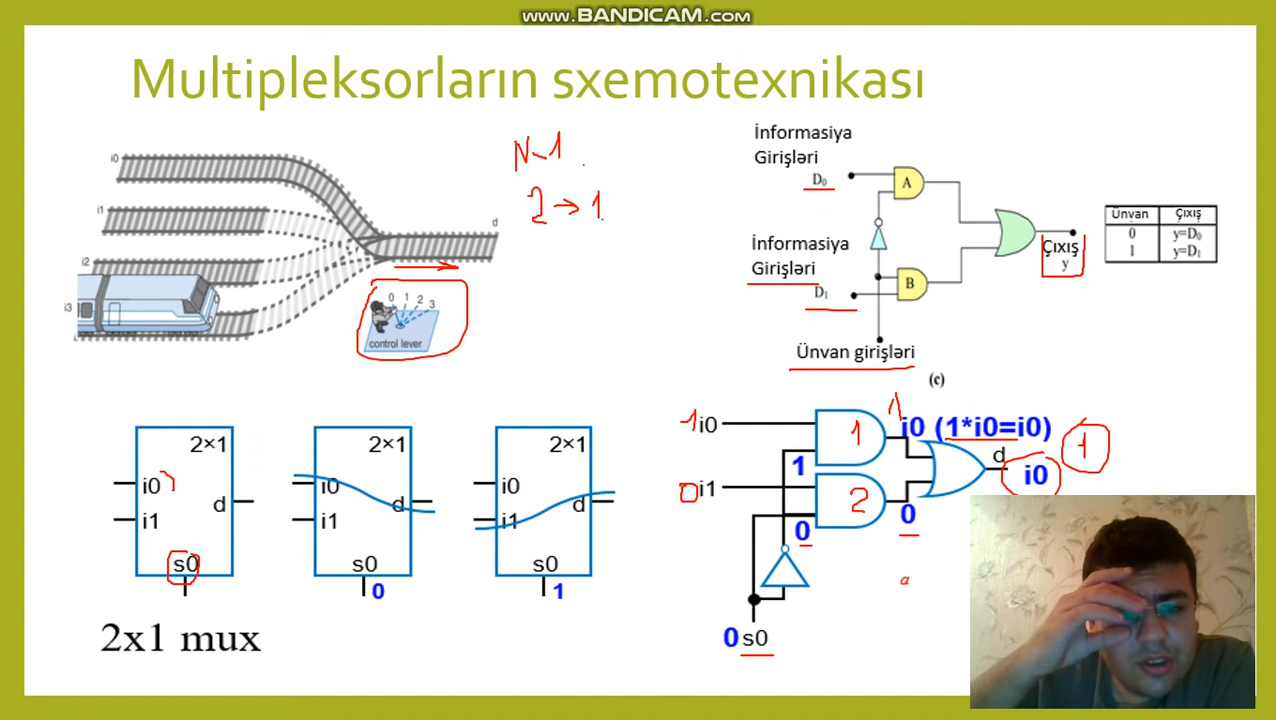 www.BANDICAM.com
Multipleksorların sxemotexnikası
i0
i1
i2
i3
d
0 1 2 3
control lever
N-1
2→1
İnformasiya
Girişləri
D₀
A
İnformasiya
Girişləri
D₁
B
Çıxış
y
Ünvan girişləri
(c)
Ünvan Çıxış
0 y=D₀
1 y=D₁
2×1
i0
i1
d
s0
2×1
i0
i1
d
s0
0
2×1
i0
i1
d
s0
1
2x1 mux
1 i0
0 i1
1
2
1
0
1
i0 (1*i0=i0)
d
i0
1
0
a
0 s0